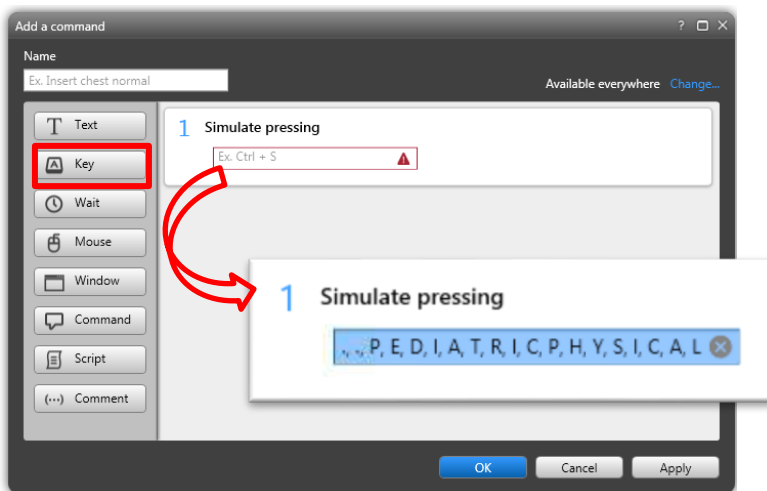 Add a command
?
Name
Ex. Insert chest normal
Available everywhere Change...
T Text
A Key
Wait
Mouse
Window
Command
Script
(···) Comment
1 Simulate pressing
Ex. Ctrl + S
1 Simulate pressing
., ., P, E, D, I, A, T, R, I, C, P, H, Y, S, I, C, A, L
OK Cancel Apply